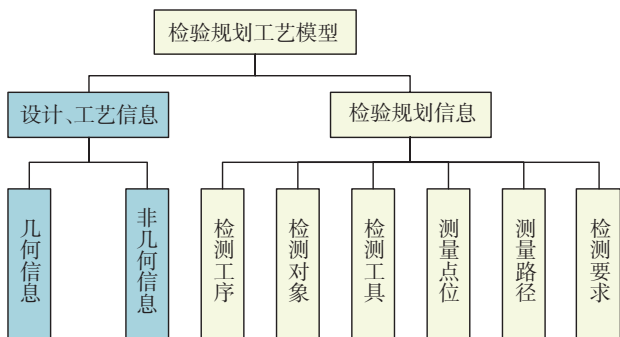 检验规划工艺模型
设计、工艺信息
检验规划信息
几何信息
非几何信息
检测工序
检测对象
检测工具
测量点位
测量路径
检测要求